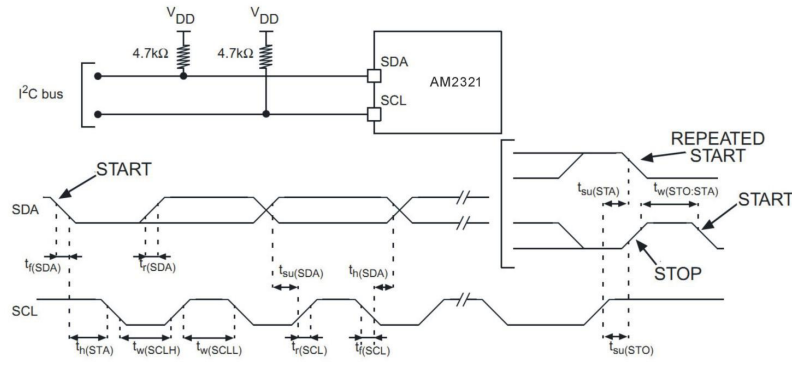 VDD VDD
4.7kΩ 4.7kΩ
SDA
AM2321
I²C bus
SCL
REPEATED
START
START
tsu(STA) tw(STO:STA)
START
SDA
tf(SDA) tr(SDA) tsu(SDA) th(SDA)
STOP
SCL
th(STA) tw(SCLH) tw(SCLL) tr(SCL) tf(SCL) tsu(STO)